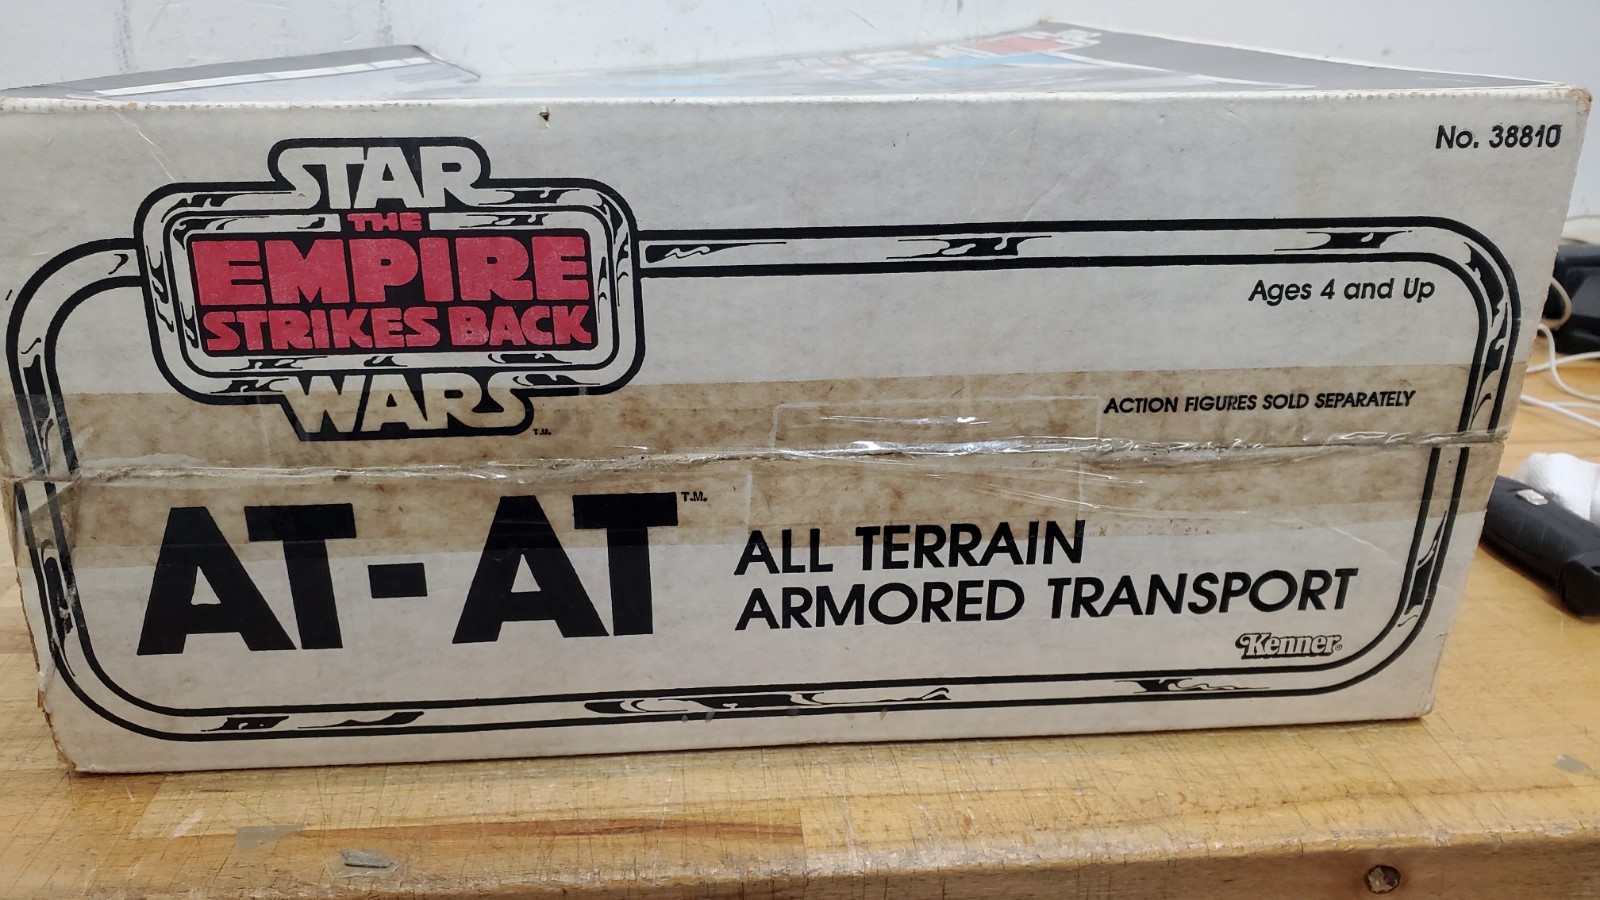 No. 38810
STAR
THE
EMPIRE
STRIKES BACK
WARS
T.M.
Ages 4 and Up
ACTION FIGURES SOLD SEPARATELY
AT-AT T.M.
ALL TERRAIN
ARMORED TRANSPORT
Kenner®